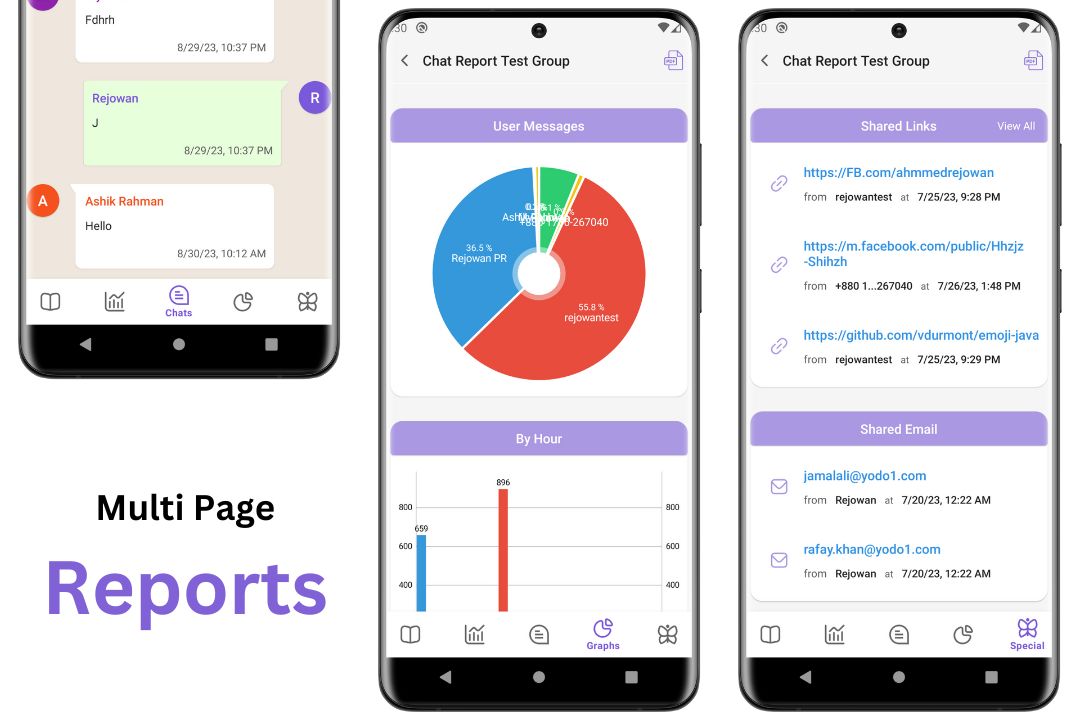 Fdhrh
8/29/23, 10:37 PM
Rejowan
R
J
8/29/23, 10:37 PM
A
Ashik Rahman
Hello
8/30/23, 10:12 AM
Chats
Multi Page
Reports
:30
Chat Report Test Group
PDF
User Messages
36.5 %
Rejowan PR
55.8 %
rejowantest
By Hour
896
800
800
659
600
600
400
400
Graphs
:30
Chat Report Test Group
PDF
Shared Links
View All
https://FB.com/ahmmedrejowan
from rejowantest at 7/25/23, 9:28 PM
https://m.facebook.com/public/Hhzjz
-Shihzh
from +880 1...267040 at 7/26/23, 1:48 PM
https://github.com/vdurmont/emoji-java
from rejowantest at 7/25/23, 9:29 PM
Shared Email
jamalali@yodo1.com
from Rejowan at 7/20/23, 12:22 AM
rafay.khan@yodo1.com
from Rejowan at 7/20/23, 12:22 AM
Special